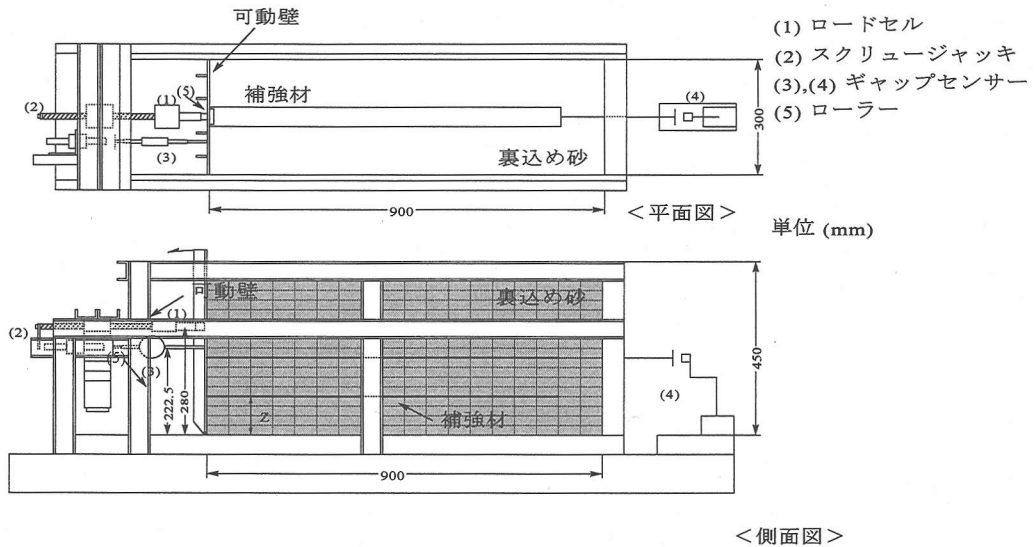 可動壁
(1) ロードセル
(2) スクリュージャッキ
(3),(4) ギャップセンサー
(5) ローラー
(5)
(1)
補強材
(2)
(4)
300
(3)
裏込め砂
900
<平面図>
単位 (mm)
可動壁
裏込め砂
(1)
(2)
(5)
(3)
222.5
280
z
補強材
(4)
450
900
<側面図>